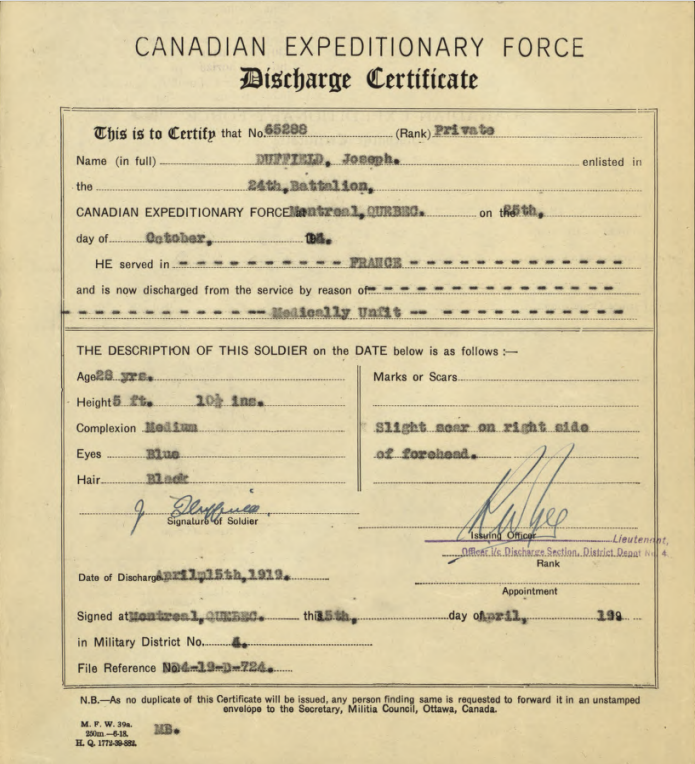 CANADIAN EXPEDITIONARY FORCE
Discharge Certificate
This is to Certify that No. 65288 (Rank) Private
Name (in full) DUFFIELD, Joseph. enlisted in
the 24th, Battalion,
CANADIAN EXPEDITIONARY FORCE Montreal, QUEBEC. on the 25th,
day of October, 14.
HE served in FRANCE
and is now discharged from the service by reason of
Medically Unfit
THE DESCRIPTION OF THIS SOLDIER on the DATE below is as follows :—
Age 28 yrs.
Height 5 ft. 10½ ins.
Complexion Medium
Eyes Blue
Hair Black
Signature of Soldier
Marks or Scars
Slight scar on right side
of forehead.
Issuing Officer
Lieutenant,
Officer i/c Discharge Section, District Depot No. 4
Rank
Appointment
Date of Discharge April, 15th, 1919.
Signed at Montreal, QUEBEC. this 15th, day of April, 199
in Military District No. 4.
File Reference No. 4-19-D-724.
N.B.—As no duplicate of this Certificate will be issued, any person finding same is requested to forward it in an unstamped
envelope to the Secretary, Militia Council, Ottawa, Canada.
M. F. W. 39a.
250m—6-18.
H. Q. 1772-39-882.
MB.